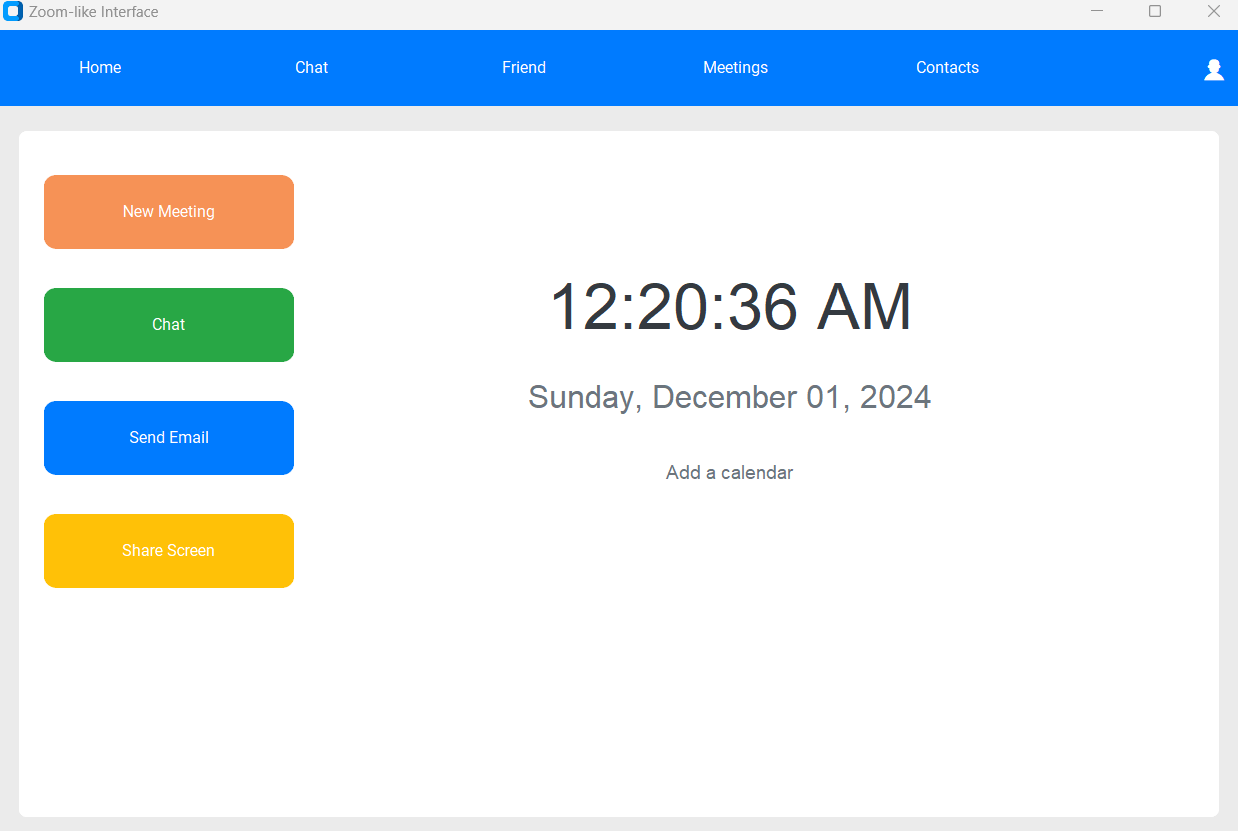 Zoom-like Interface
Home Chat Friend Meetings Contacts
New Meeting
Chat
Send Email
Share Screen
12:20:36 AM
Sunday, December 01, 2024
Add a calendar